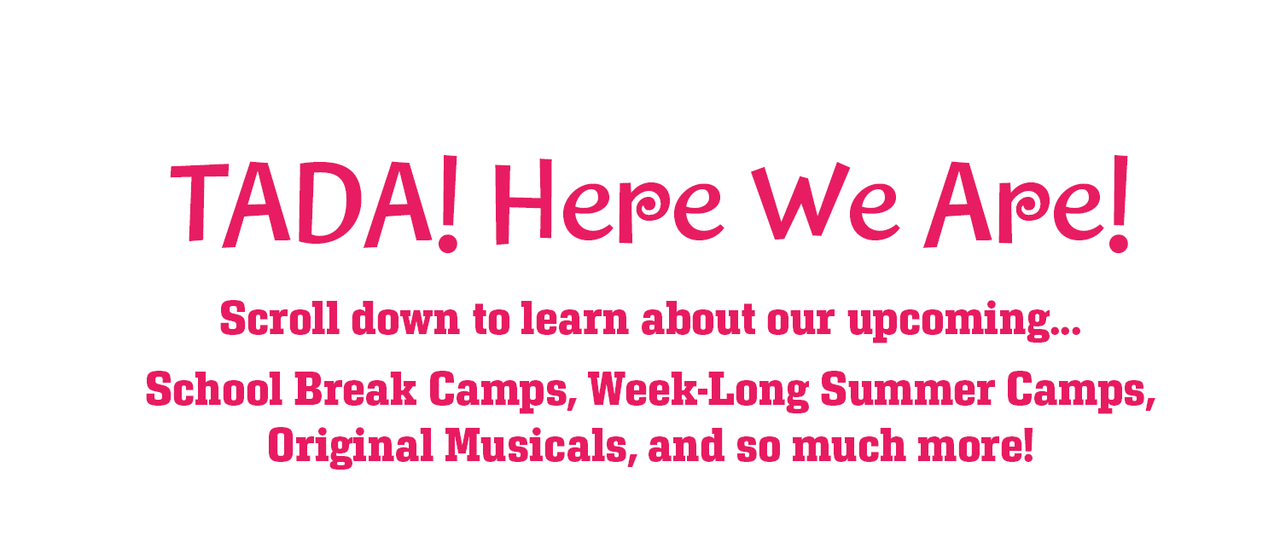 TADA! Here We Are!
Scroll down to learn about our upcoming...
School Break Camps, Week-Long Summer Camps,
Original Musicals, and so much more!